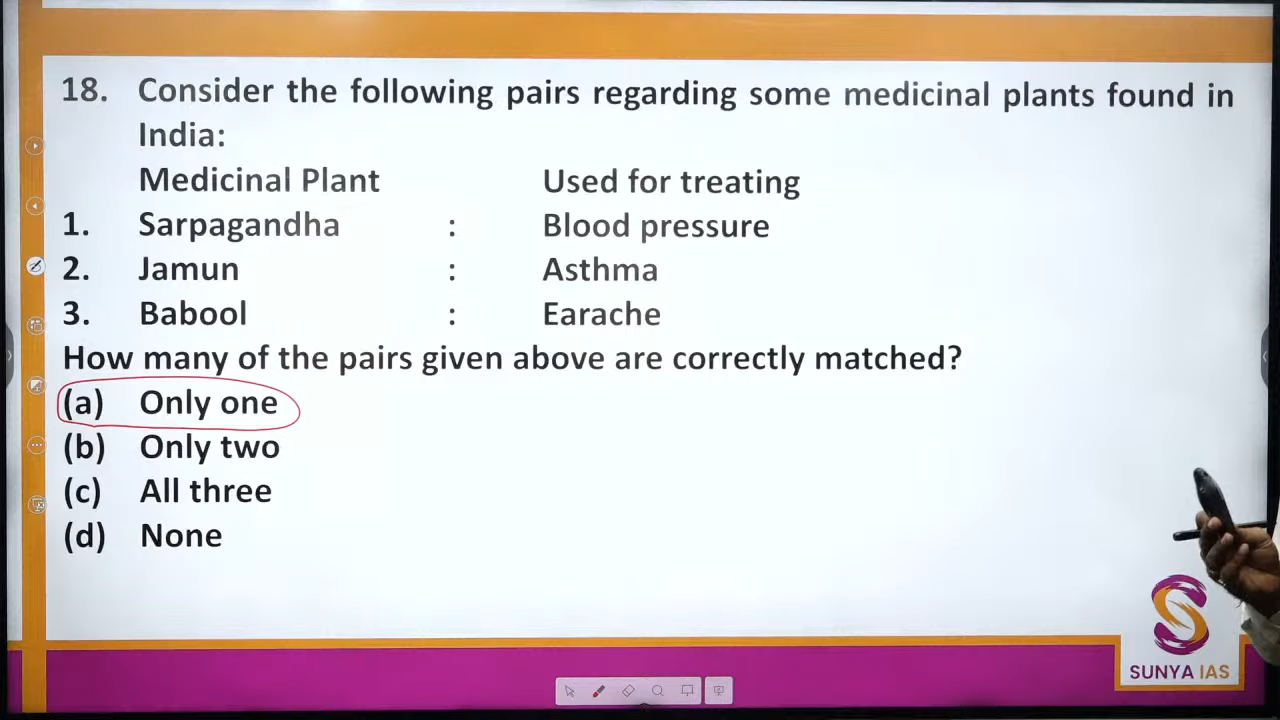 18. Consider the following pairs regarding some medicinal plants found in
India:
Medicinal Plant Used for treating
1. Sarpagandha : Blood pressure
2. Jamun : Asthma
3. Babool : Earache
How many of the pairs given above are correctly matched?
(a) Only one
(b) Only two
(c) All three
(d) None
SUNYA IAS